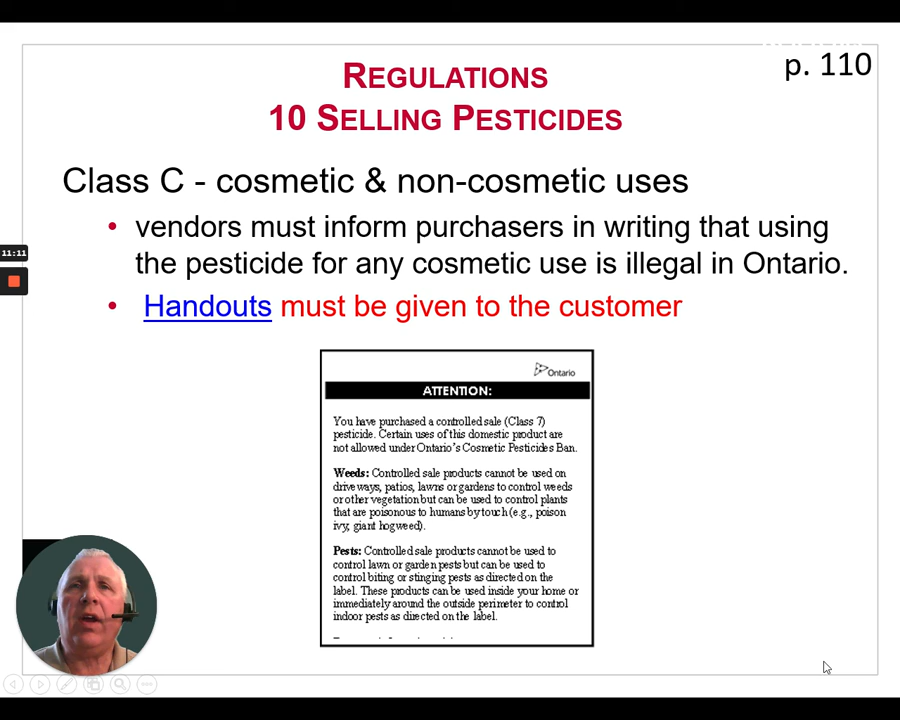 p. 110
REGULATIONS
10 SELLING PESTICIDES
Class C - cosmetic & non-cosmetic uses
• vendors must inform purchasers in writing that using
the pesticide for any cosmetic use is illegal in Ontario.
• Handouts must be given to the customer
11:11
Ontario
ATTENTION:
You have purchased a controlled sale (Class 7)
pesticide. Certain uses of this domestic product are
not allowed under Ontario's Cosmetic Pesticides Ban.
Weeds: Controlled sale products cannot be used on
driveways, patios, lawns or gardens to control weeds
or other vegetation but can be used to control plants
that are poisonous to humans by touch (e.g., poison
ivy, giant hogweed).
Pests: Controlled sale products cannot be used to
control lawn or garden pests but can be used to
control biting or stinging pests as directed on the
label. These products can be used inside your home or
immediately around the outside perimeter to control
indoor pests as directed on the label.